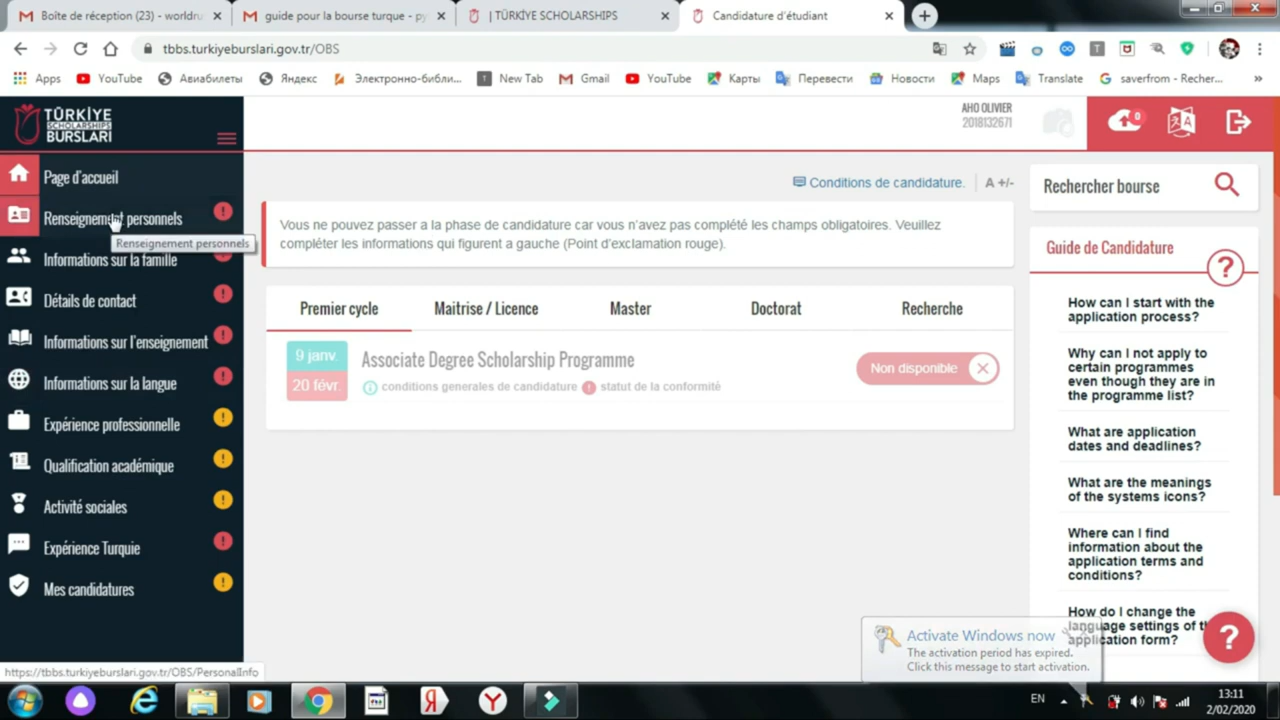 Boîte de réception (23) - worldru
guide pour la bourse turque - py
| TÜRKİYE SCHOLARSHIPS
Candidature d'étudiant
tbbs.turkiyeburslari.gov.tr/OBS
Apps
YouTube
Авиабилеты
Яндекс
Электронно-библи...
New Tab
Gmail
YouTube
Карты
Перевести
Новости
Maps
Translate
saverfrom - Recher...
»
TÜRKİYE
SCHOLARSHIPS
BURSLARI
AHO OLIVIER
2018132671
0
Page d'accueil
Renseignement personnels
Renseignement personnels
Informations sur la famille
Détails de contact
Informations sur l'enseignement
Informations sur la langue
Expérience professionelle
Qualification académique
Activité sociales
Expérience Turquie
Mes candidatures
Conditions de candidature.
A +/-
Vous ne pouvez passer a la phase de candidature car vous n'avez pas complété les champs obligatoires. Veuillez
compléter les informations qui figurent a gauche (Point d'exclamation rouge).
Premier cycle
Maitrise / Licence
Master
Doctorat
Recherche
9 janv.
20 févr.
Associate Degree Scholarship Programme
conditions generales de candidature
statut de la conformité
Non disponible
Rechercher bourse
Guide de Candidature
?
How can I start with the
application process?
Why can I not apply to
certain programmes
even though they are in
the programme list?
What are application
dates and deadlines?
What are the meanings
of the systems icons?
Where can I find
information about the
application terms and
conditions?
How do I change the
language settings of
application form?
?
Activate Windows now
The activation period has expired.
Click this message to start activation.
https://tbbs.turkiyeburslari.gov.tr/OBS/PersonalInfo
EN
13:11
2/02/2020